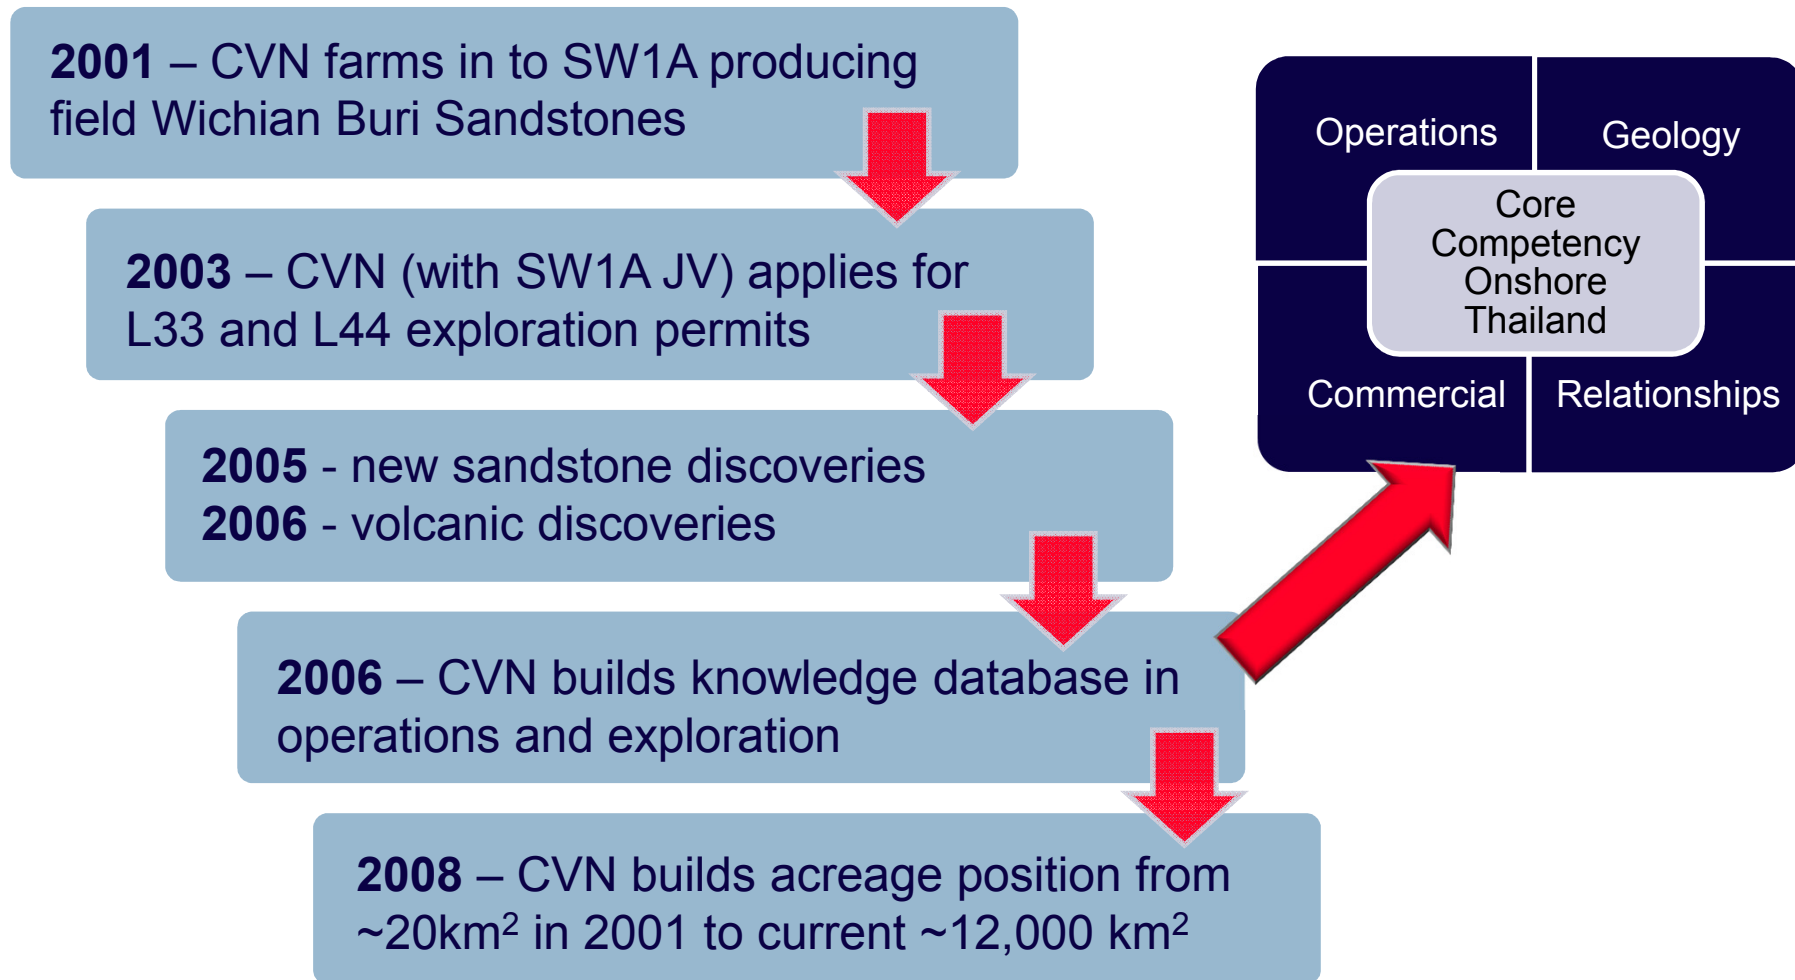 2001 – CVN farms in to SW1A producing
field Wichian Buri Sandstones
2003 – CVN (with SW1A JV) applies for
L33 and L44 exploration permits
2005 - new sandstone discoveries
2006 - volcanic discoveries
2006 – CVN builds knowledge database in
operations and exploration
2008 – CVN builds acreage position from
~20km² in 2001 to current ~12,000 km²
Operations
Geology
Core
Competency
Onshore
Thailand
Commercial
Relationships